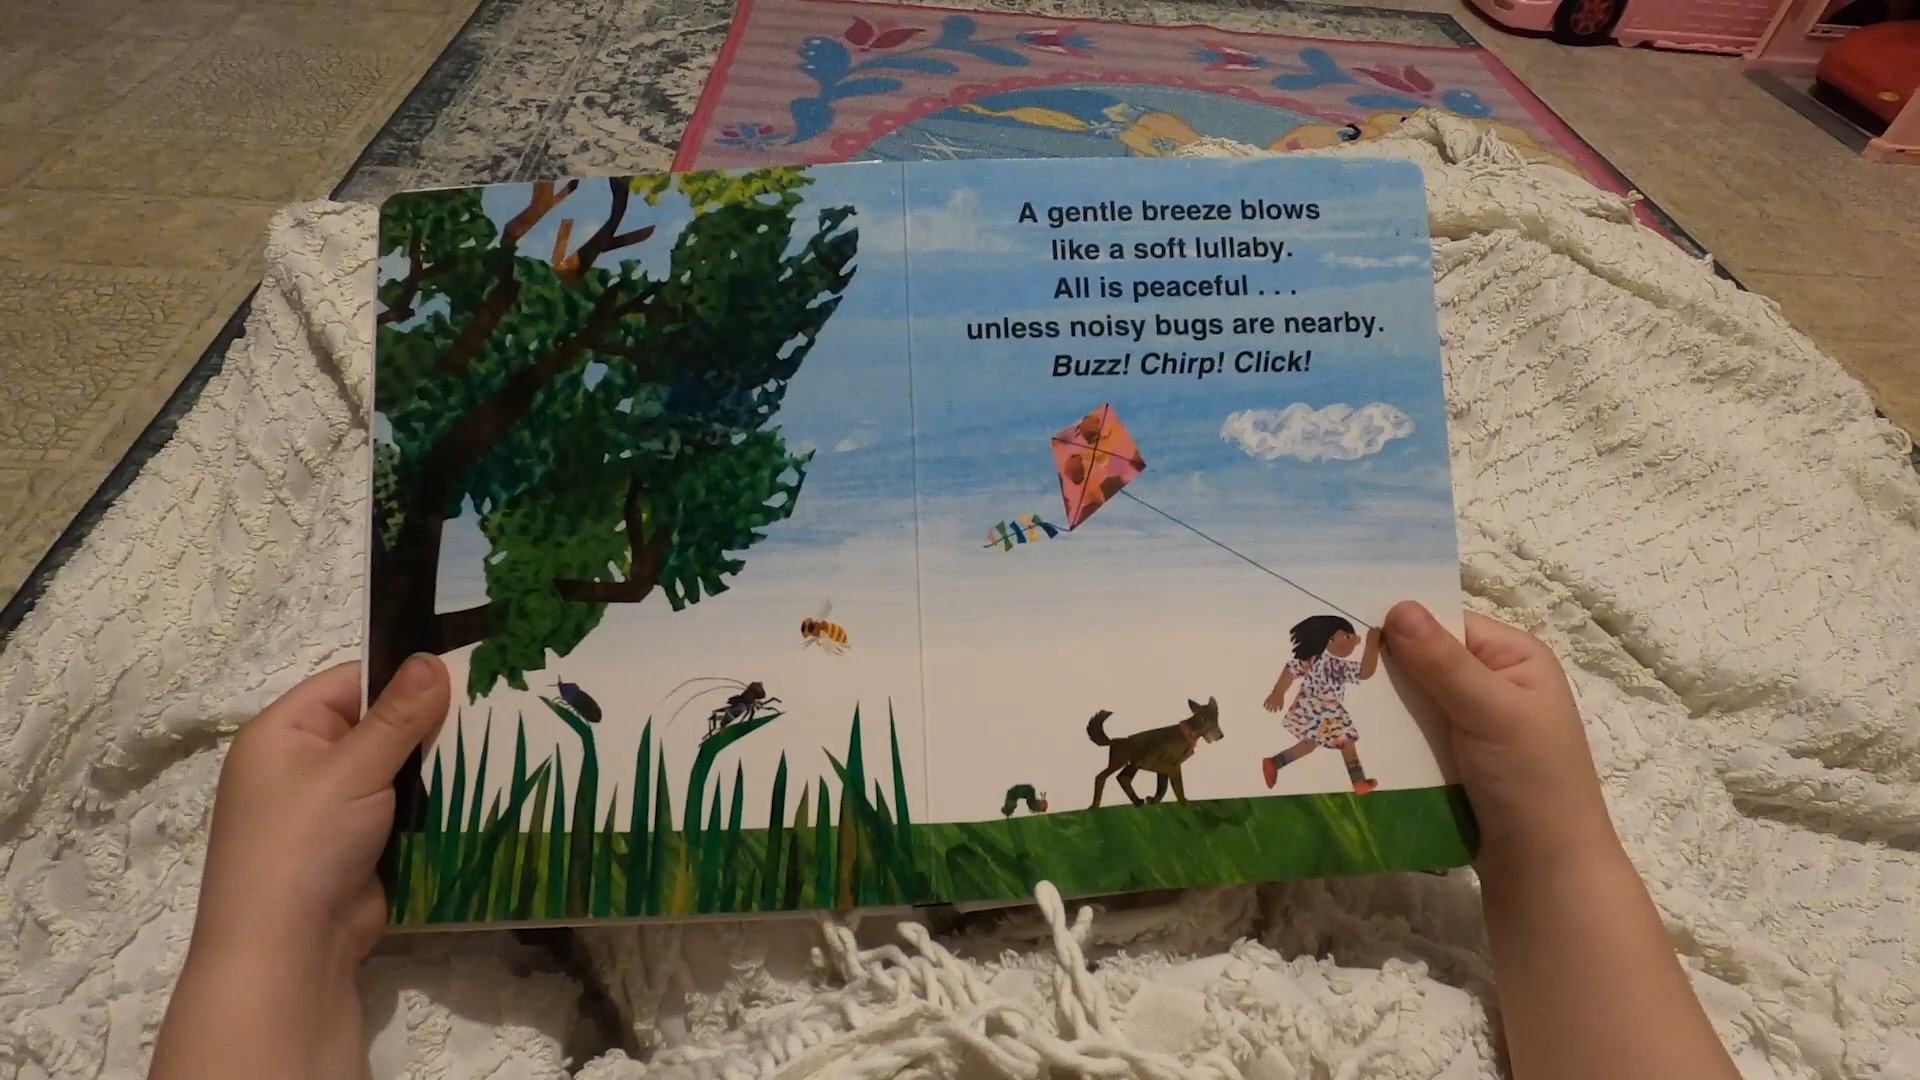 A gentle breeze blows
like a soft lullaby.
All is peaceful . . .
unless noisy bugs are nearby.
Buzz! Chirp! Click!